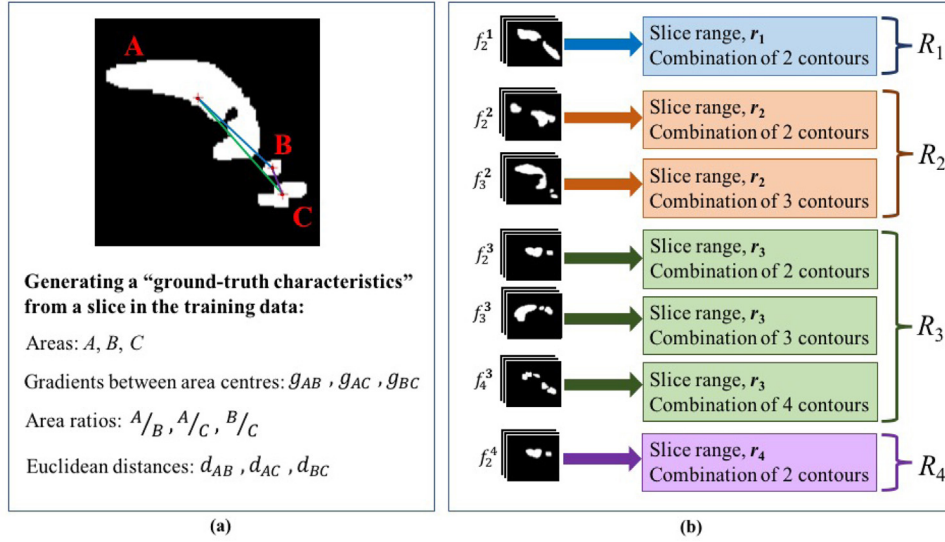 A
B
C
Generating a “ground-truth characteristics”
from a slice in the training data:
Areas: A, B, C
Gradients between area centres: g_AB , g_AC , g_BC
Area ratios: A/B , A/C , B/C
Euclidean distances: d_AB , d_AC , d_BC
(a)
f_2^1
Slice range, r_1
Combination of 2 contours
R_1
f_2^2
Slice range, r_2
Combination of 2 contours
f_3^2
Slice range, r_2
Combination of 3 contours
R_2
f_2^3
Slice range, r_3
Combination of 2 contours
f_3^3
Slice range, r_3
Combination of 3 contours
R_3
f_4^3
Slice range, r_3
Combination of 4 contours
f_2^4
Slice range, r_4
Combination of 2 contours
R_4
(b)